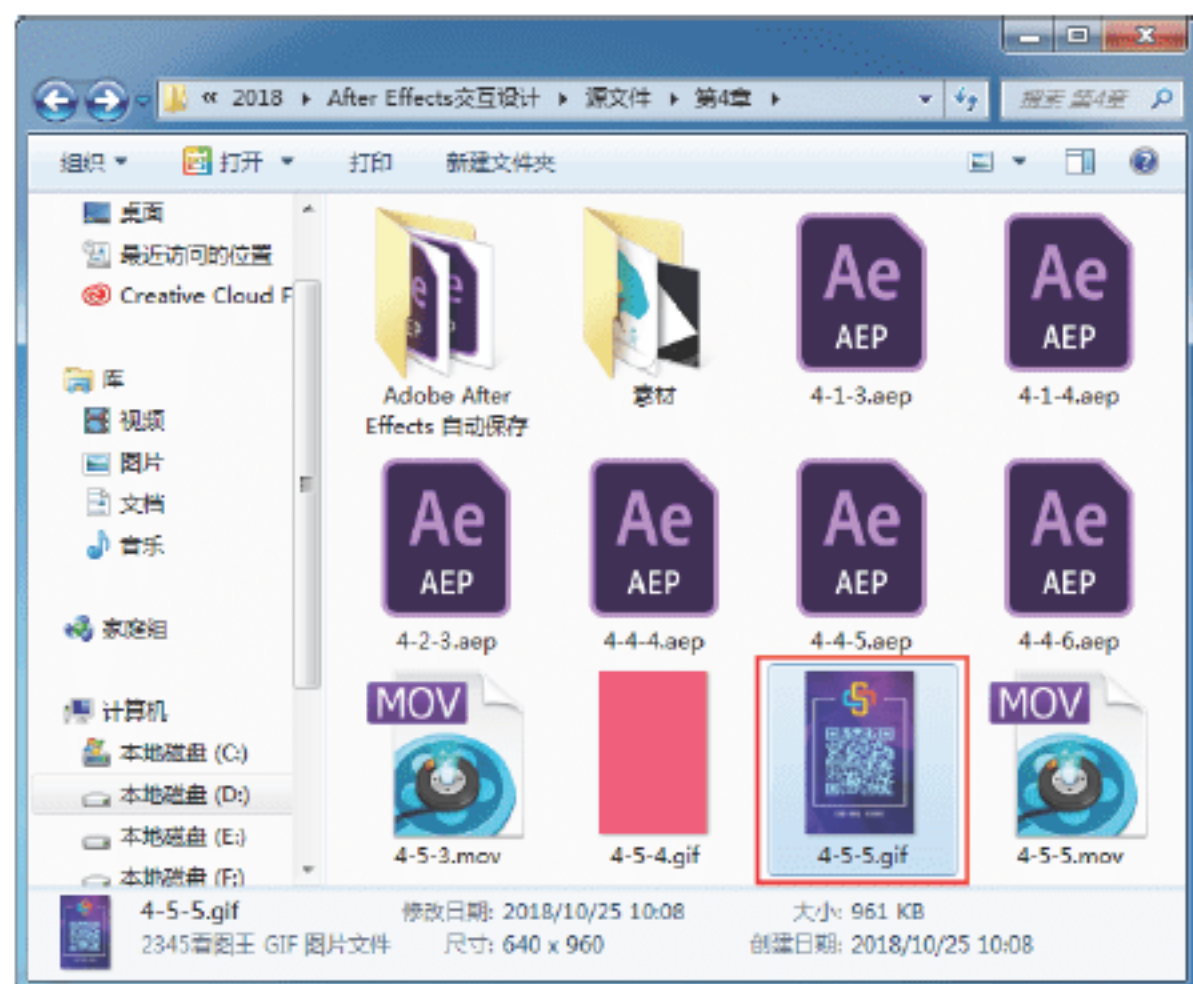 « 2018 ▸ After Effects交互设计 ▸ 源文件 ▸ 第4章 ▸
搜索 第4章
组织 打开 打印 新建文件夹
桌面
最近访问的位置
Creative Cloud F
库
视频
图片
文档
音乐
家庭组
计算机
本地磁盘 (C:)
本地磁盘 (D:)
本地磁盘 (E:)
本地磁盘 (F:)
Adobe After
Effects 自动保存
素材
Ae
AEP
4-1-3.aep
Ae
AEP
4-1-4.aep
Ae
AEP
4-2-3.aep
Ae
AEP
4-4-4.aep
Ae
AEP
4-4-5.aep
Ae
AEP
4-4-6.aep
MOV
4-5-3.mov
4-5-4.gif
4-5-5.gif
MOV
4-5-5.mov
4-5-5.gif 修改日期: 2018/10/25 10:08 大小: 961 KB
2345看图王 GIF 图片文件 尺寸: 640 x 960 创建日期: 2018/10/25 10:08